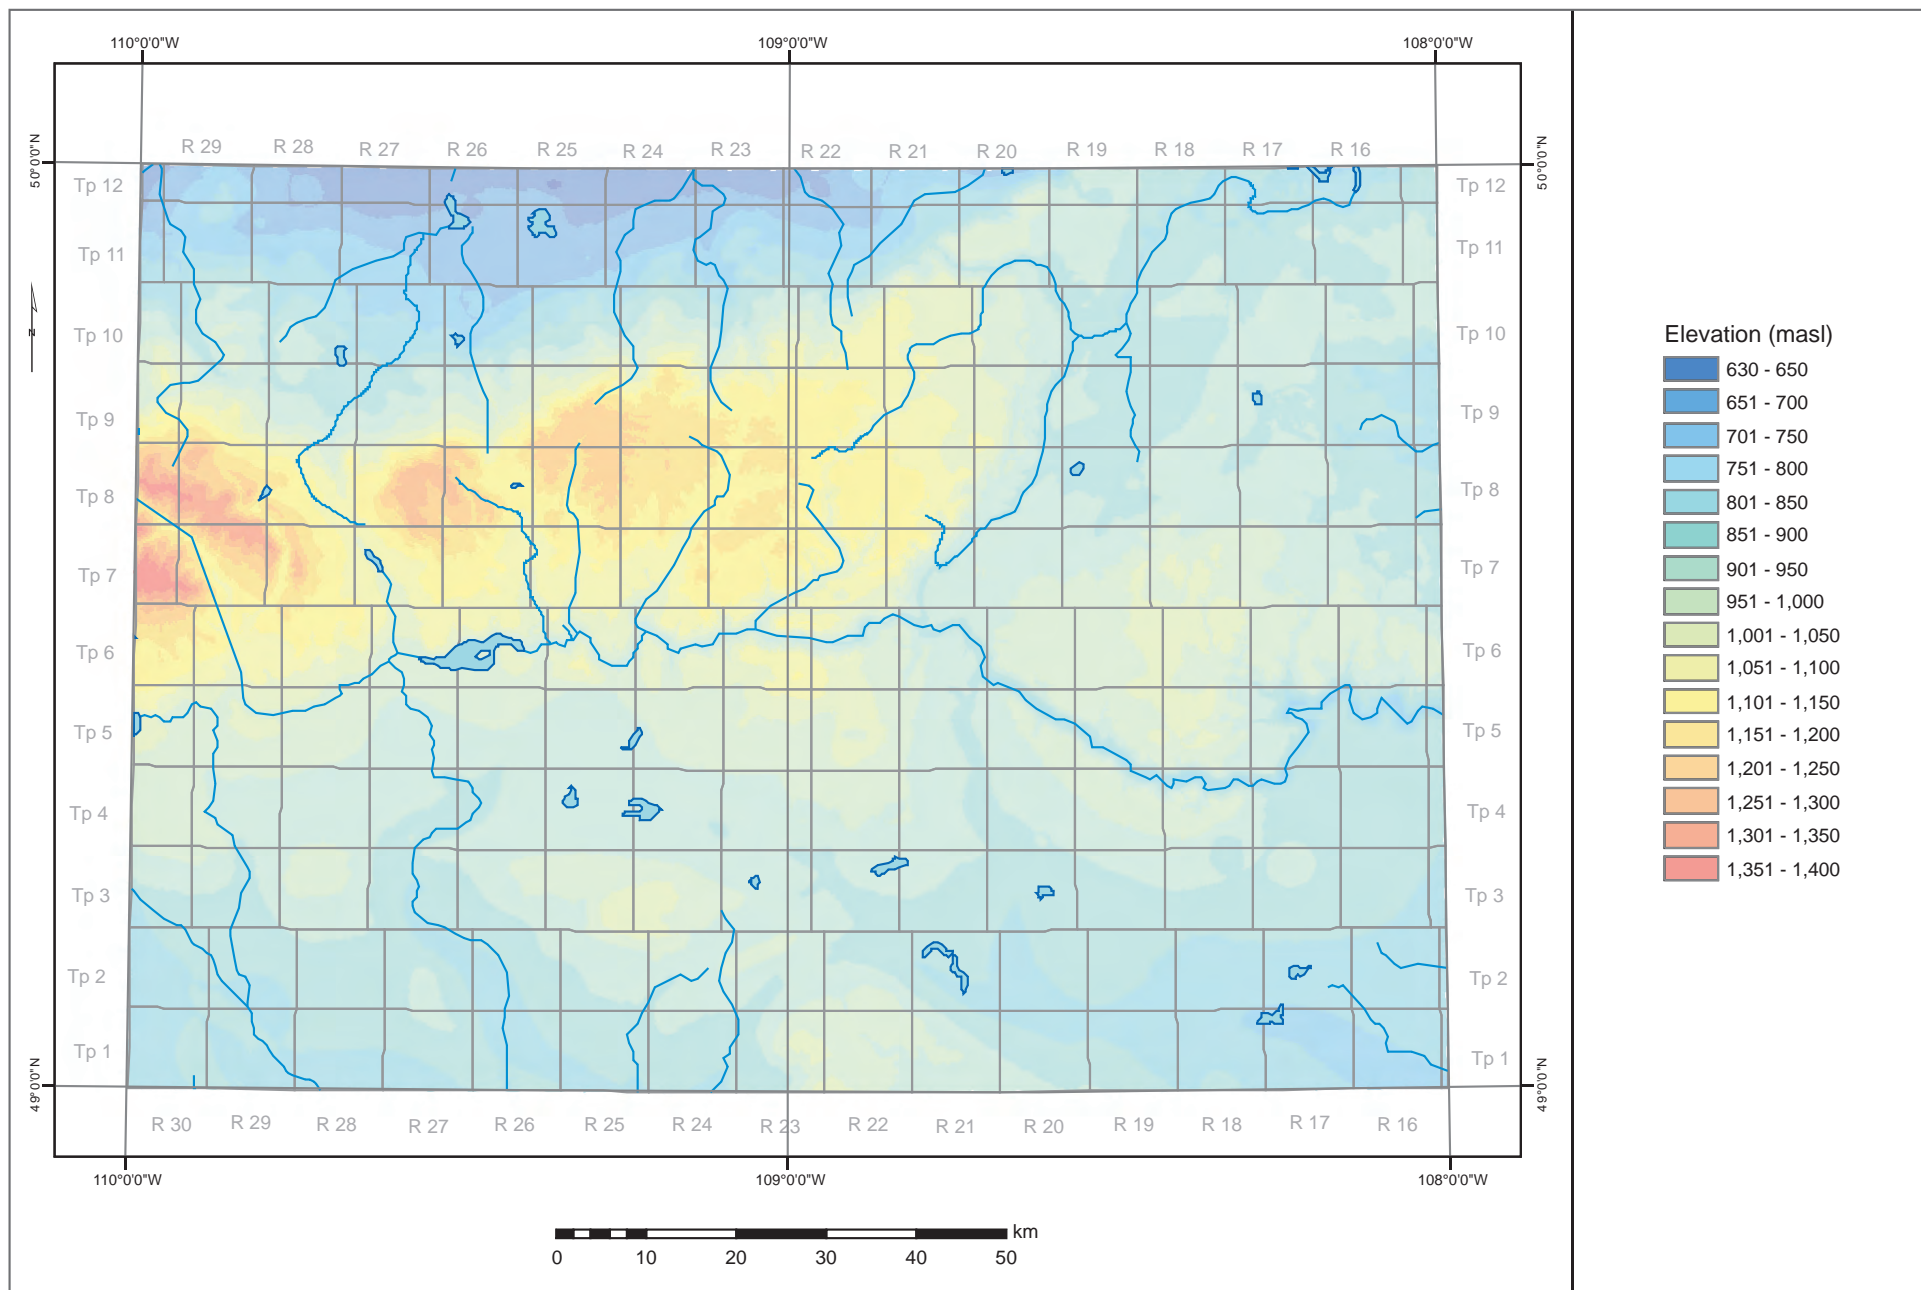 110°0'0"W 109°0'0"W 108°0'0"W
50°0'0"N
50°0'0"N
R 29 R 28 R 27 R 26 R 25 R 24 R 23 R 22 R 21 R 20 R 19 R 18 R 17 R 16
Tp 12 Tp 12
Tp 11 Tp 11
Tp 10 Tp 10
Tp 9 Tp 9
Tp 8 Tp 8
Tp 7 Tp 7
Tp 6 Tp 6
Tp 5 Tp 5
Tp 4 Tp 4
Tp 3 Tp 3
Tp 2 Tp 2
Tp 1 Tp 1
N
49°0'0"N
49°0'0"N
R 30 R 29 R 28 R 27 R 26 R 25 R 24 R 23 R 22 R 21 R 20 R 19 R 18 R 17 R 16
110°0'0"W 109°0'0"W 108°0'0"W
km
0 10 20 30 40 50
Elevation (masl)
630 - 650
651 - 700
701 - 750
751 - 800
801 - 850
851 - 900
901 - 950
951 - 1,000
1,001 - 1,050
1,051 - 1,100
1,101 - 1,150
1,151 - 1,200
1,201 - 1,250
1,251 - 1,300
1,301 - 1,350
1,351 - 1,400